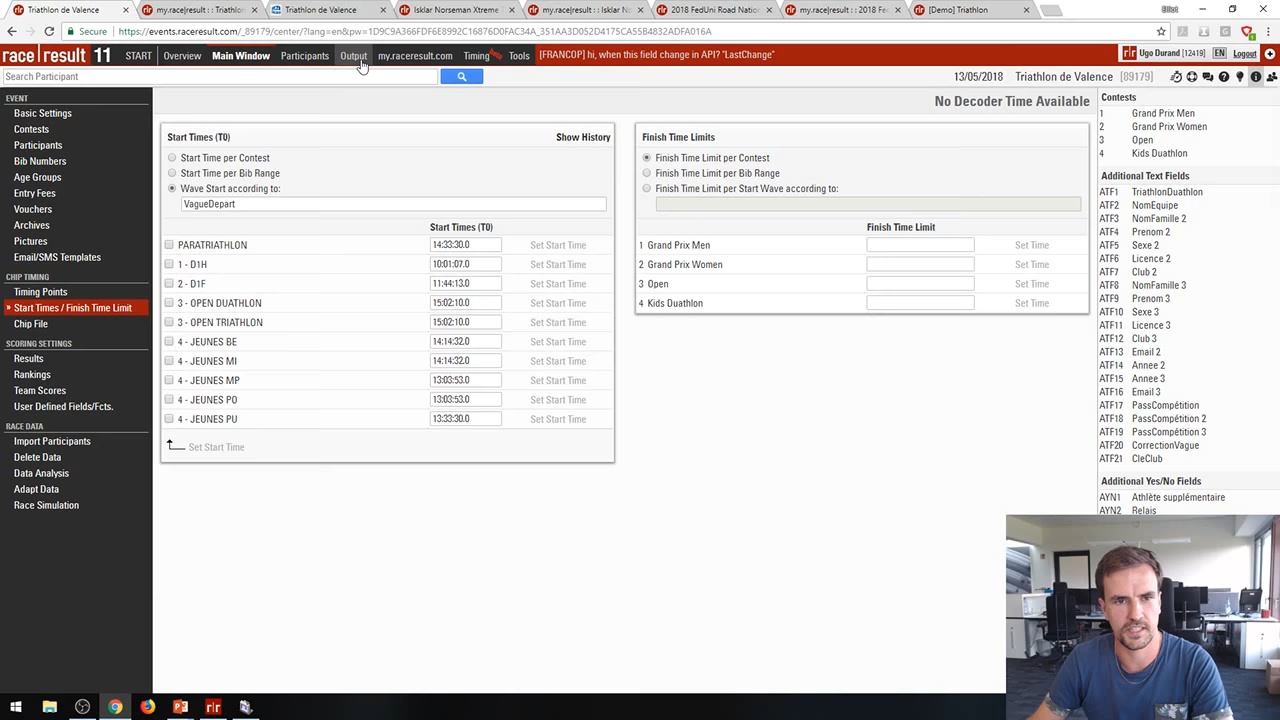 Triathlon de Valence
my.race|result :: Triathlon
Triathlon de Valence
Isklar Norseman Xtreme
my.race|result :: Isklar N
2018 FedUni Road Nation
my.race|result :: 2018 Fe
[Demo] Triathlon
Elliot
Secure
race result 11
START
Overview
Main Window
Participants
Output
my.raceresult.com
Timing
Tools
[FRANCOP] hi, when this field change in API? "LastChange"
Ugo Durand [12419]
EN
Logout
Search Participant
13/05/2018
Triathlon de Valence
[89179]
EVENT
Basic Settings
Contests
Participants
Bib Numbers
Age Groups
Entry Fees
Vouchers
Archives
Pictures
Email/SMS Templates
CHIP TIMING
Timing Points
» Start Times / Finish Time Limit
Chip File
SCORING SETTINGS
Results
Rankings
Team Scores
User Defined Fields/Fcts.
RACE DATA
Import Participants
Delete Data
Data Analysis
Adapt Data
Race Simulation
No Decoder Time Available
Start Times (T0)
Show History
Start Time per Contest
Start Time per Bib Range
Wave Start according to:
VagueDepart
Start Times (T0)
PARATRIATHLON 14:33:30.0 Set Start Time
1 - D1H 10:01:07.0 Set Start Time
2 - D1F 11:44:13.0 Set Start Time
3 - OPEN DUATHLON 15:02:10.0 Set Start Time
3 - OPEN TRIATHLON 15:02:10.0 Set Start Time
4 - JEUNES BE 14:14:32.0 Set Start Time
4 - JEUNES MI 14:14:32.0 Set Start Time
4 - JEUNES MP 13:03:53.0 Set Start Time
4 - JEUNES PO 13:03:53.0 Set Start Time
4 - JEUNES PU 13:33:30.0 Set Start Time
Set Start Time
Finish Time Limits
Finish Time Limit per Contest
Finish Time Limit per Bib Range
Finish Time Limit per Start Wave according to:
Finish Time Limit
1 Grand Prix Men Set Time
2 Grand Prix Women Set Time
3 Open Set Time
4 Kids Duathlon Set Time
Contests
1 Grand Prix Men
2 Grand Prix Women
3 Open
4 Kids Duathlon
Additional Text Fields
ATF1 TriathlonDuathlon
ATF2 NomEquipe
ATF3 NomFamille 2
ATF4 Prenom 2
ATF5 Sexe 2
ATF6 Licence 2
ATF7 Club 2
ATF8 NomFamille 3
ATF9 Prenom 3
ATF10 Sexe 3
ATF11 Licence 3
ATF12 Club 3
ATF13 Email 2
ATF14 Annee 2
ATF15 Annee 3
ATF16 Email 3
ATF17 PassCompétition
ATF18 PassCompétition 2
ATF19 PassCompétition 3
ATF20 CorrectionVague
ATF21 CleClub
Additional Yes/No Fields
AYN1 Athlète supplémentaire
AYN2 Relais